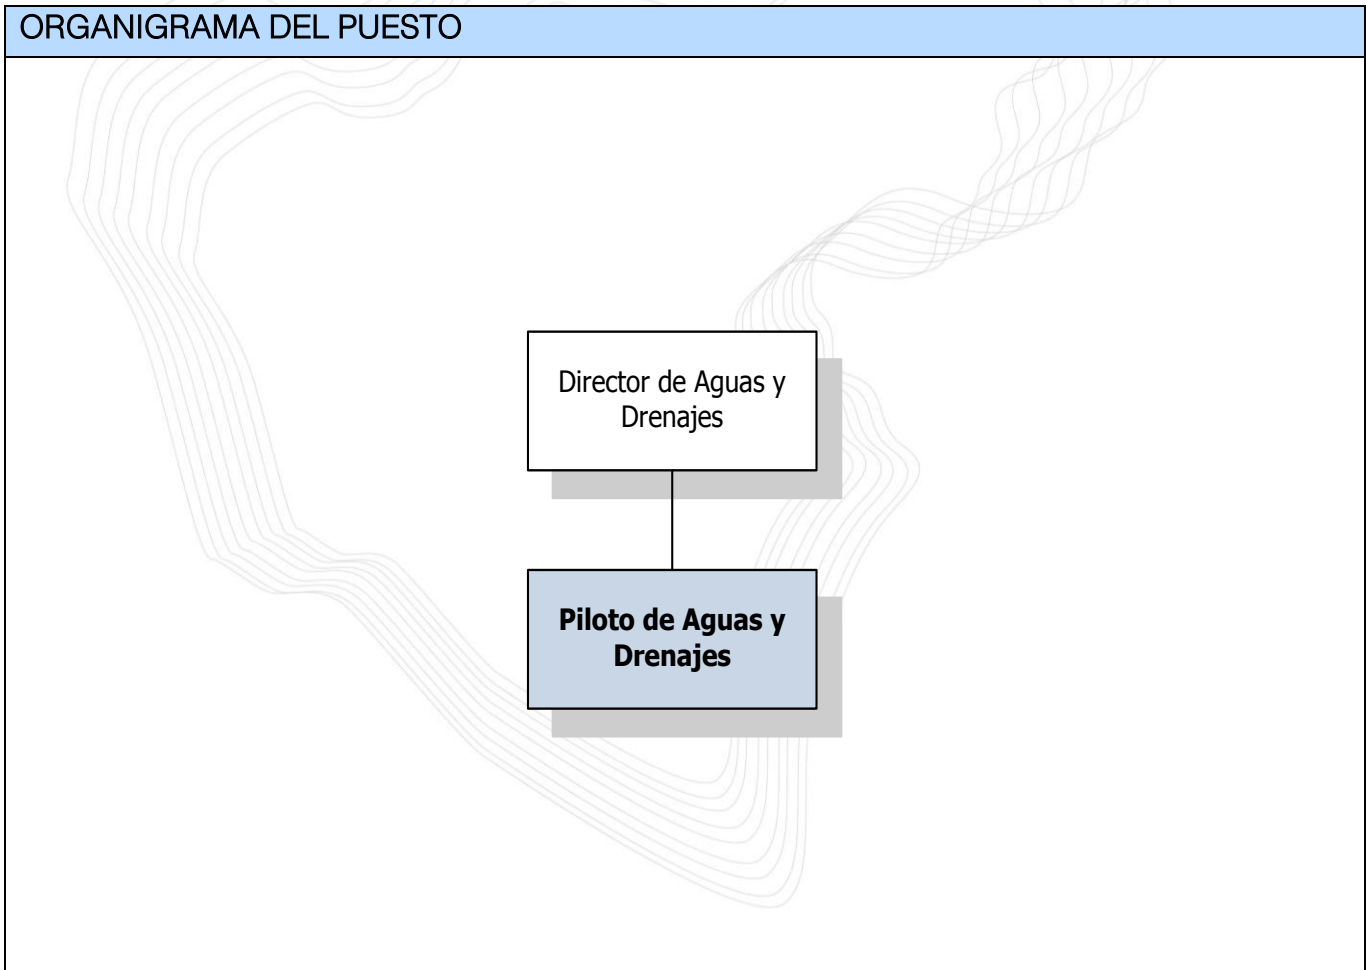 ORGANIGRAMA DEL PUESTO
Director de Aguas y
Drenajes
Piloto de Aguas y
Drenajes